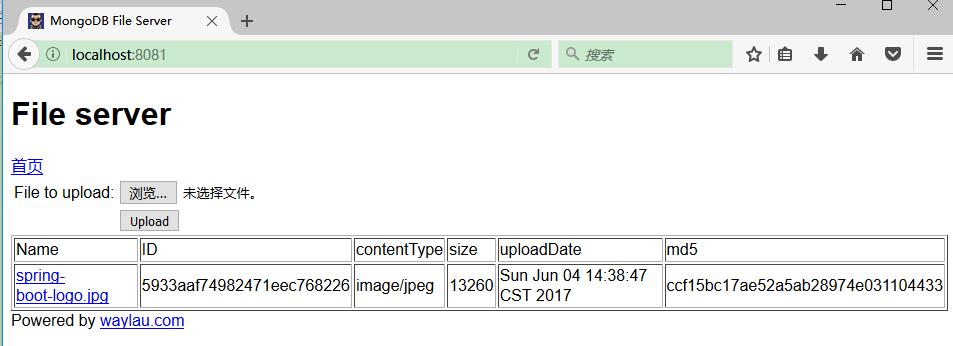 MongoDB File Server
localhost:8081
搜索
File server
首页
File to upload: 浏览... 未选择文件。
Upload
Name ID contentType size uploadDate md5
spring-boot-logo.jpg 5933aaf74982471eec768226 image/jpeg 13260 Sun Jun 04 14:38:47 CST 2017 ccf15bc17ae52a5ab28974e031104433
Powered by waylau.com